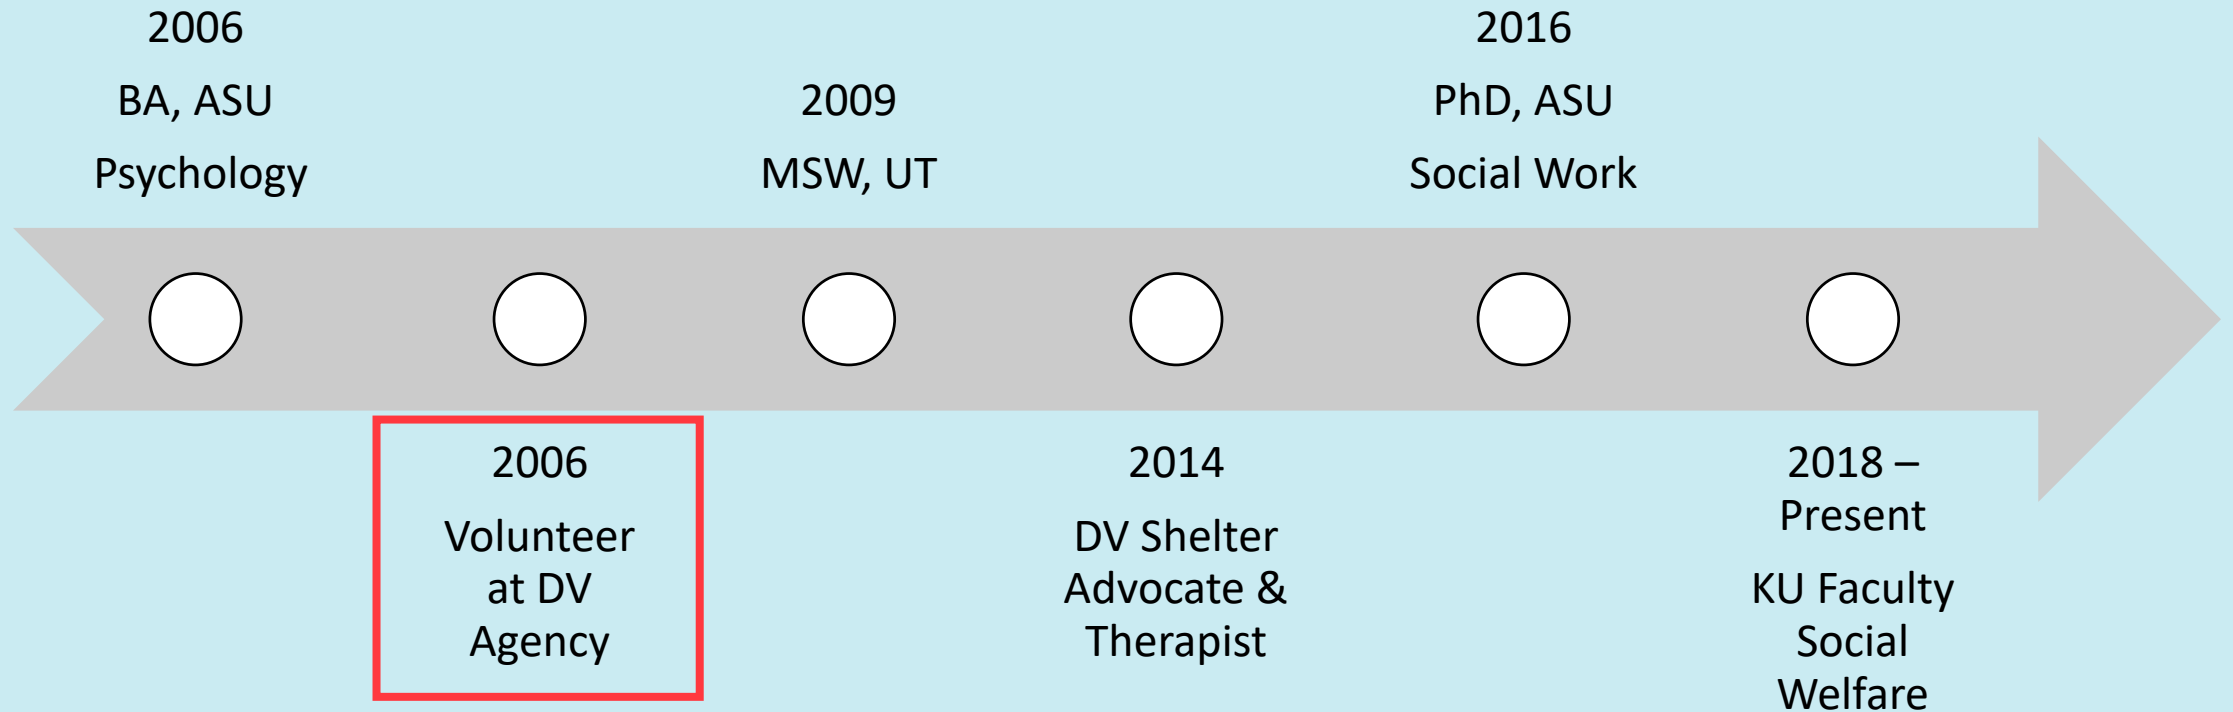 2006
BA, ASU
Psychology
2006
Volunteer
at DV
Agency
2009
MSW, UT
2014
DV Shelter
Advocate &
Therapist
2016
PhD, ASU
Social Work
2018 –
Present
KU Faculty
Social
Welfare